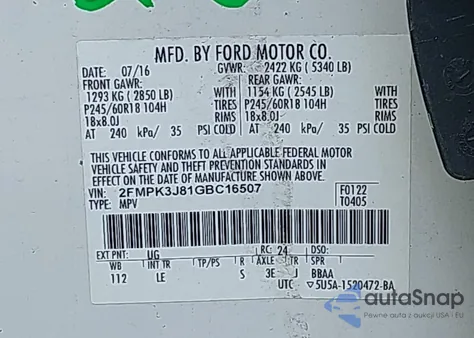 MFD. BY FORD MOTOR CO.
DATE: 07/16 GVWR: 2422 KG ( 5340 LB)
FRONT GAWR: REAR GAWR:
1293 KG ( 2850 LB) WITH 1154 KG ( 2545 LB) WITH
P245/60R18 104H TIRES P245/60R18 104H TIRES
18x8.0J RIMS 18x8.0J RIMS
AT 240 kPa/ 35 PSI COLD AT 240 kPa/ 35 PSI COLD
THIS VEHICLE CONFORMS TO ALL APPLICABLE FEDERAL MOTOR
VEHICLE SAFETY AND THEFT PREVENTION STANDARDS IN EFFECT
ON THE DATE OF MANUFACTURE SHOWN ABOVE.
VIN: 2FMPK3J81GBC16507 F0122
TYPE: MPV T0405
EXT PNT: UG RC: 24 DSO:
WB INT TR TP/PS R AXLE TR SPR
112 LE S 3E J BBAA
UTC ▽5U5A-1520472-BA
autoSnap
Pewne auta z aukcji USA i EU